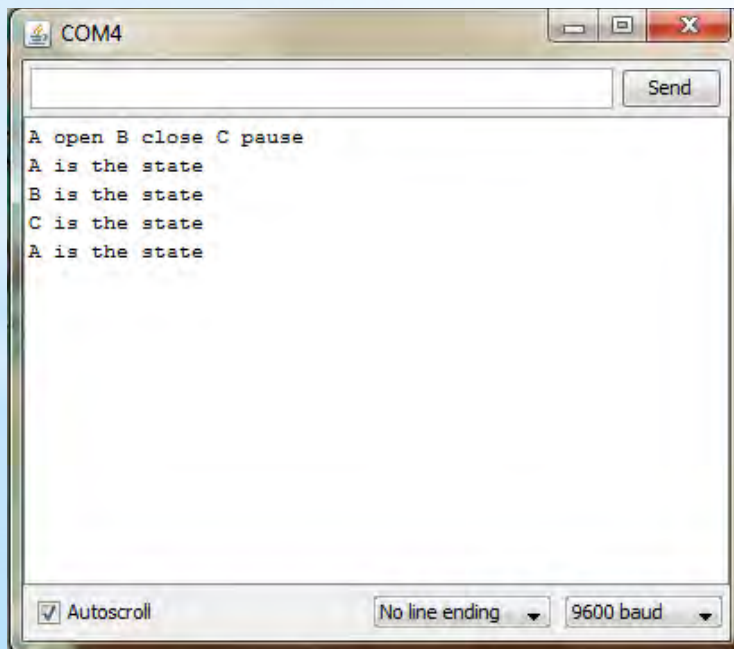 COM4
Send
A open B close C pause
A is the state
B is the state
C is the state
A is the state
Autoscroll
No line ending
9600 baud